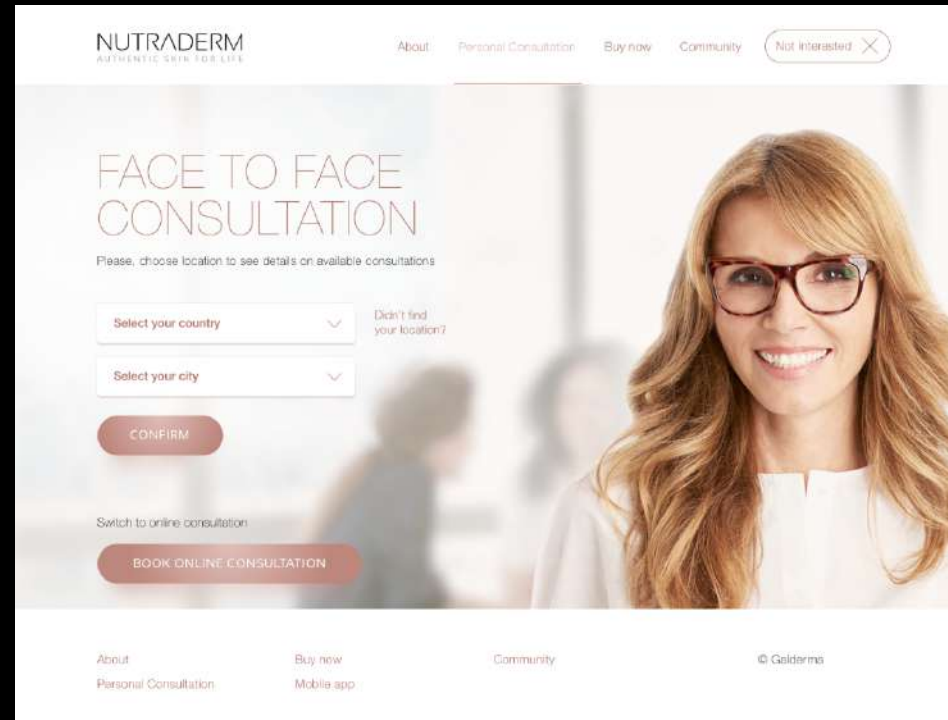 NUTRADERM
AUTHENTIC SKIN FOR LIFE
About
Personal Consultation
Buy now
Community
Not interested
FACE TO FACE
CONSULTATION
Please, choose location to see details on available consultations
Select your country
Didn't find
your location?
Select your city
CONFIRM
Switch to online consultation
BOOK ONLINE CONSULTATION
About
Buy now
Community
© Galderma
Personal Consultation
Mobile app